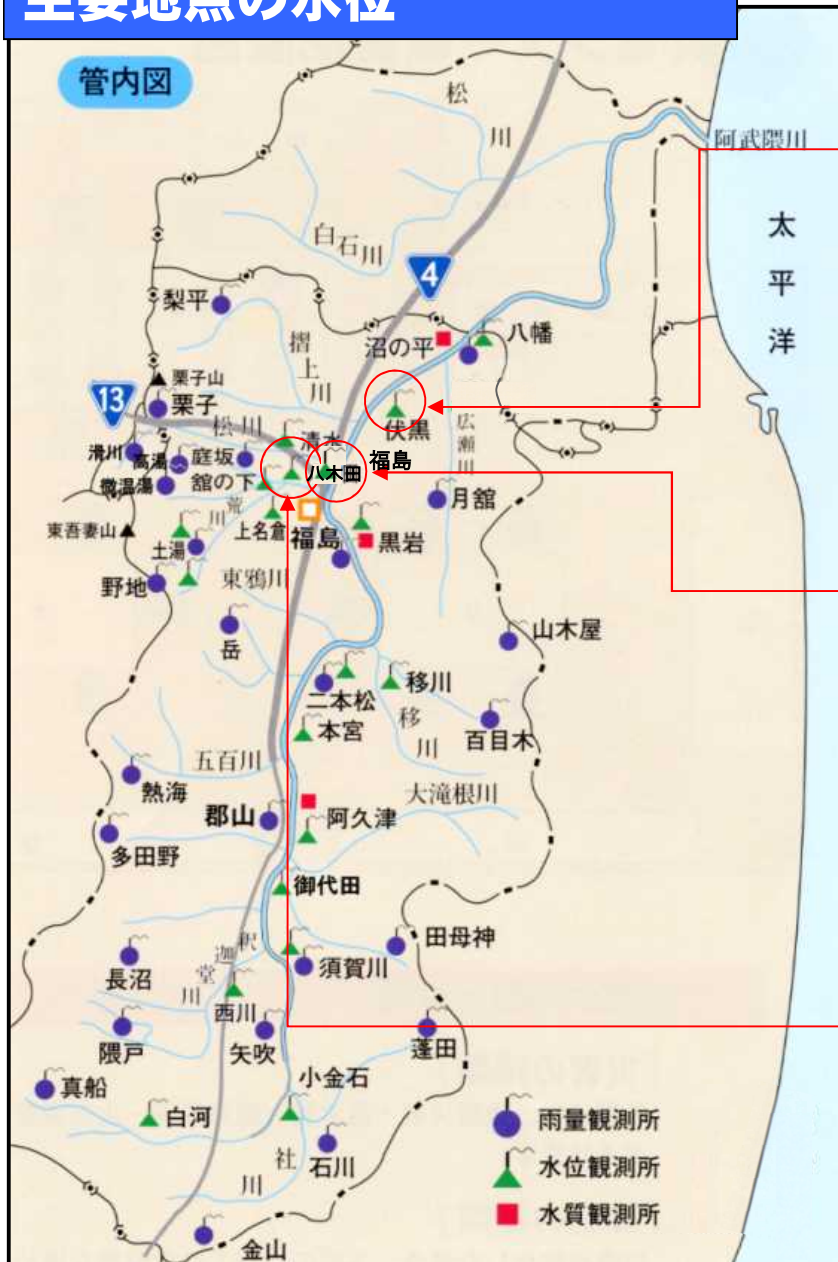 主要地点の水位
管内図
松川
阿武隈川
白石川
太平洋
4
梨平
摺上川
沼の平
八幡
栗子山
13
栗子
松川
清水
伏黒
広瀬川
滑川
高湯
庭坂
八木田
福島
微温湯
舘の下
月舘
荒川
東吾妻山
上名倉
福島
黒岩
土湯
野地
東鴉川
岳
山木屋
二本松
移川
本宮
移川
百目木
五百川
熱海
大滝根川
郡山
阿久津
多田野
御代田
田母神
釈迦堂川
須賀川
長沼
西川
隈戸
矢吹
蓬田
小金石
真船
白河
雨量観測所
社川
石川
水位観測所
水質観測所
金山